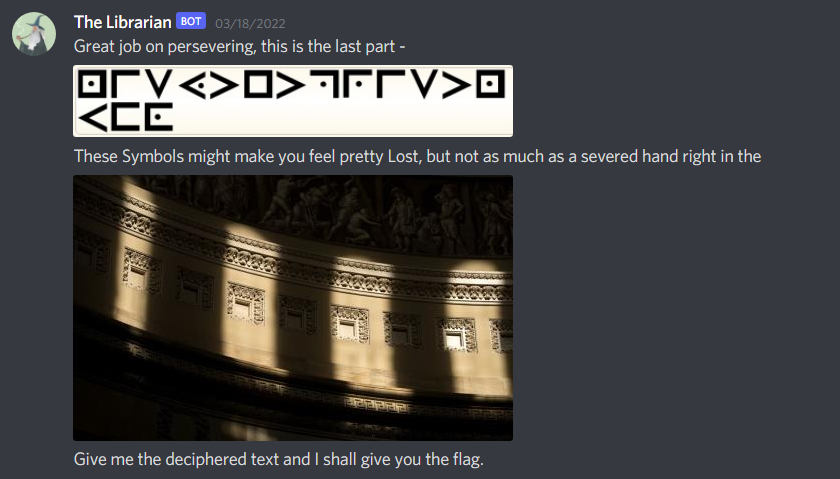 The Librarian BOT 03/18/2022
Great job on persevering, this is the last part -
These Symbols might make you feel pretty Lost, but not as much as a severed hand right in the
Give me the deciphered text and I shall give you the flag.